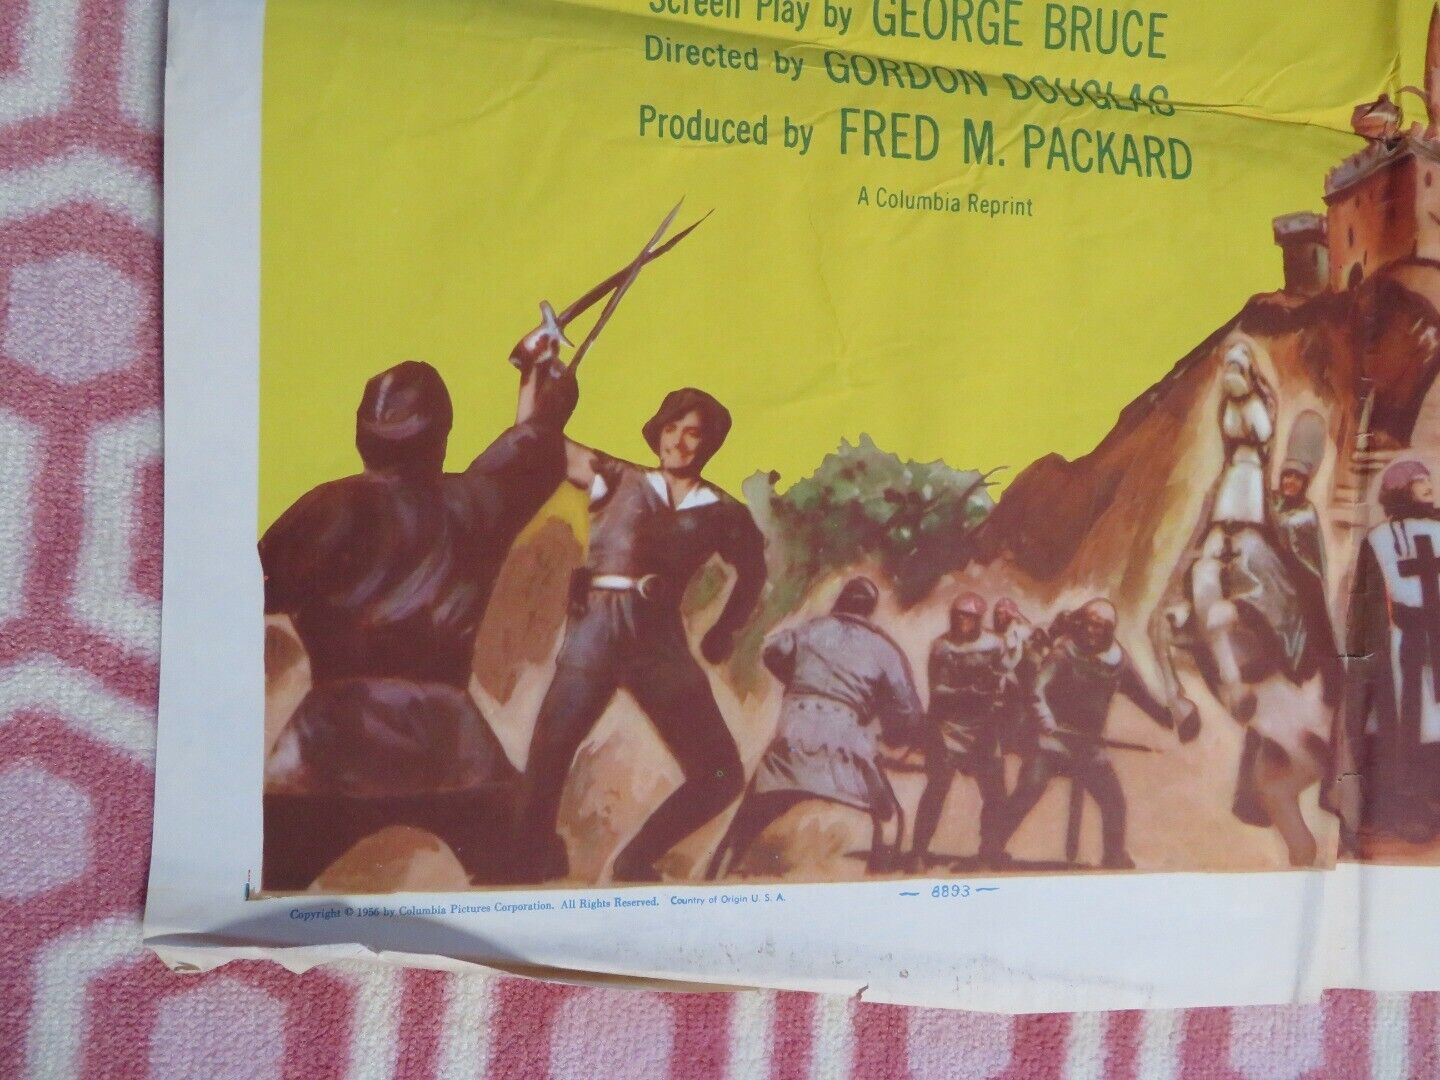 Screen Play by GEORGE BRUCE
Directed by GORDON DOUGLAS
Produced by FRED M. PACKARD
A Columbia Reprint
Copyright © 1956 by Columbia Pictures Corporation. All Rights Reserved. Country of Origin U. S. A.
— 8893 —